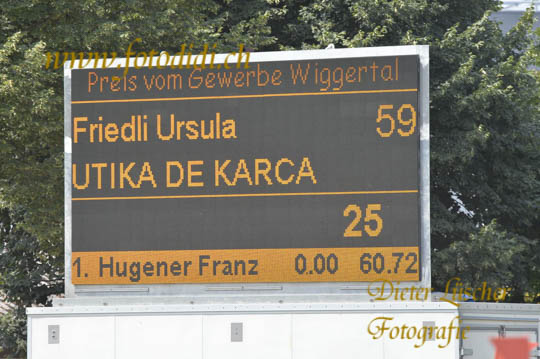 www.fotodidi.ch
Preis vom Gewerbe Wiggertal
Friedli Ursula 59
UTIKA DE KARCA
25
1. Hugener Franz 0.00 60.72
Dieter Lüscher
Fotografie